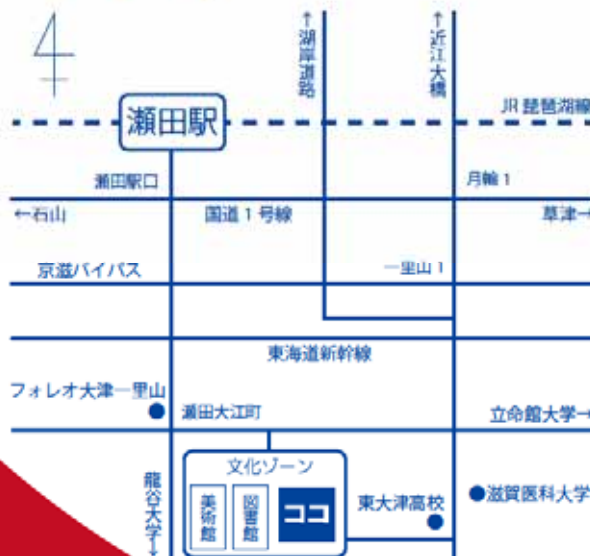 ↑湖岸道路
↑近江大橋
JR 琵琶湖線
瀬田駅
瀬田駅口
月輪 1
←石山
国道 1 号線
草津→
京滋バイパス
一里山 1
東海道新幹線
フォレオ大津一里山
瀬田大江町
立命館大学→
文化ゾーン
龍谷大学↓
美術館
図書館
ココ
東大津高校
滋賀医科大学